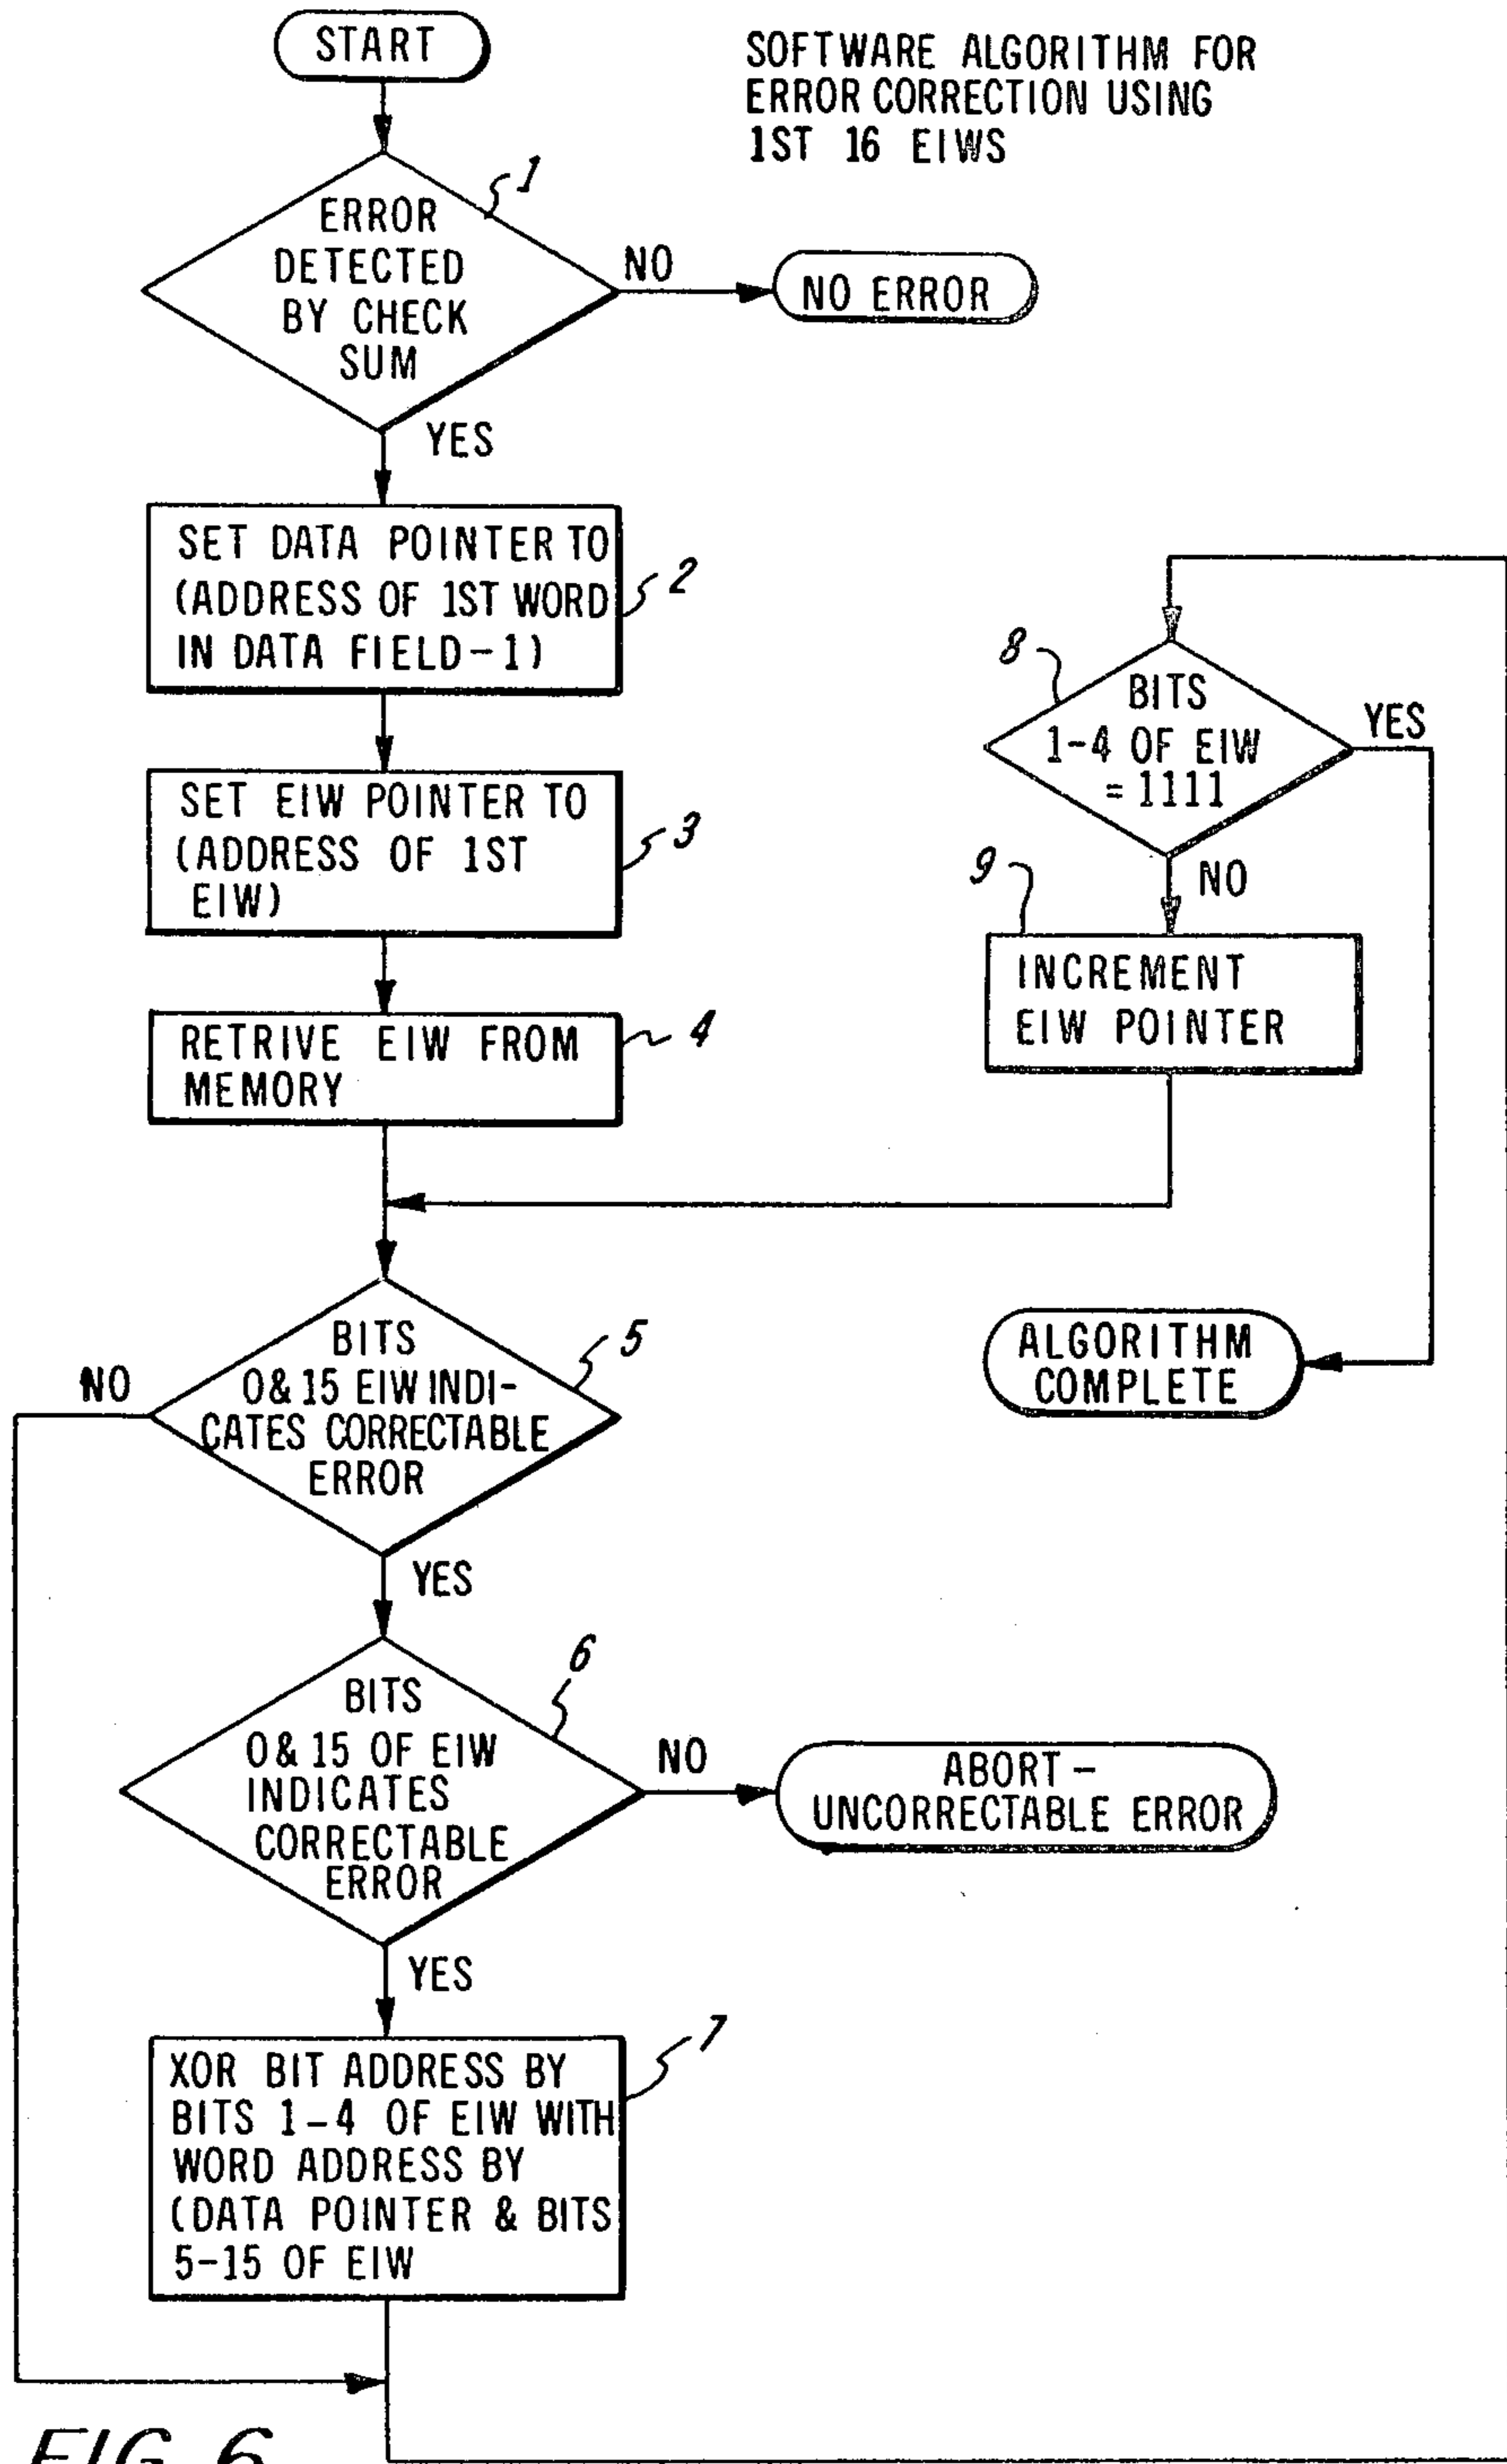 START
SOFTWARE ALGORITHM FOR
ERROR CORRECTION USING
1ST 16 EIWS
1
ERROR
DETECTED
BY CHECK
SUM
NO
NO ERROR
YES
SET DATA POINTER TO
(ADDRESS OF 1ST WORD
IN DATA FIELD-1)
2
SET EIW POINTER TO
(ADDRESS OF 1ST
EIW)
3
RETRIVE EIW FROM
MEMORY
4
8
BITS
1-4 OF EIW
= 1111
YES
NO
9
INCREMENT
EIW POINTER
ALGORITHM
COMPLETE
BITS
0 & 15 EIW INDI-
CATES CORRECTABLE
ERROR
5
NO
YES
BITS
0 & 15 OF EIW
INDICATES
CORRECTABLE
ERROR
6
NO
ABORT -
UNCORRECTABLE ERROR
YES
XOR BIT ADDRESS BY
BITS 1-4 OF EIW WITH
WORD ADDRESS BY
(DATA POINTER & BITS
5-15 OF EIW
7
FIG. 6